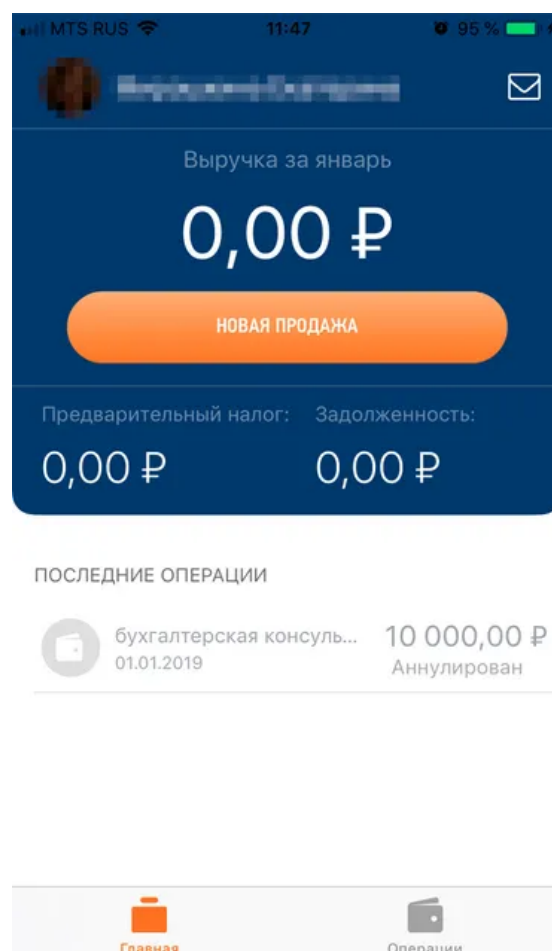 MTS RUS 11:47 95 %
Выручка за январь
0,00 ₽
НОВАЯ ПРОДАЖА
Предварительный налог: Задолженность:
0,00 ₽ 0,00 ₽
ПОСЛЕДНИЕ ОПЕРАЦИИ
бухгалтерская консуль... 10 000,00 ₽
01.01.2019 Аннулирован
Главная Операции